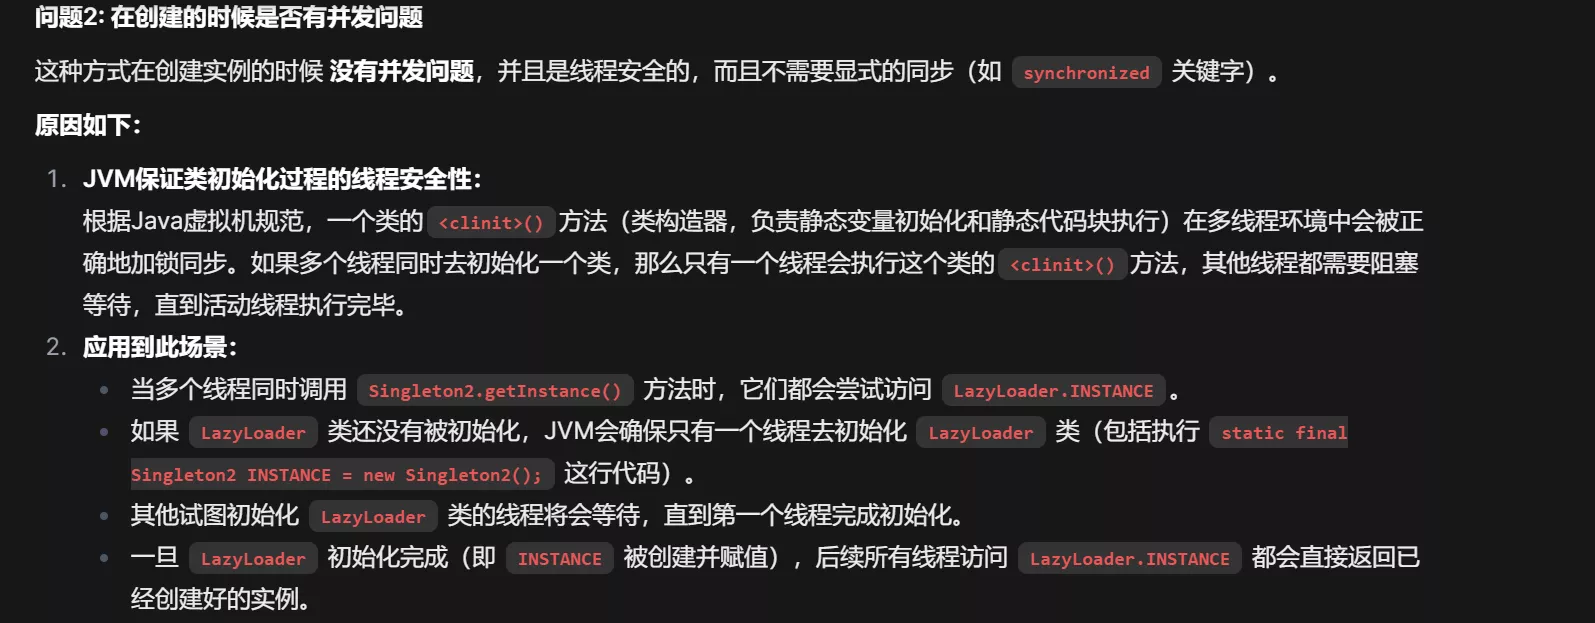 问题2: 在创建的时候是否有并发问题
这种方式在创建实例的时候 没有并发问题，并且是线程安全的，而且不需要显式的同步（如 synchronized 关键字）。
原因如下：
1. JVM保证类初始化过程的线程安全性：
根据Java虚拟机规范，一个类的 <clinit>() 方法（类构造器，负责静态变量初始化和静态代码块执行）在多线程环境中会被正
确地加锁同步。如果多个线程同时去初始化一个类，那么只有一个线程会执行这个类的 <clinit>() 方法，其他线程都需要阻塞
等待，直到活动线程执行完毕。
2. 应用到此场景：
• 当多个线程同时调用 Singleton2.getInstance() 方法时，它们都会尝试访问 LazyLoader.INSTANCE 。
• 如果 LazyLoader 类还没有被初始化，JVM会确保只有一个线程去初始化 LazyLoader 类（包括执行 static final
Singleton2 INSTANCE = new Singleton2(); 这行代码）。
• 其他试图初始化 LazyLoader 类的线程将会等待，直到第一个线程完成初始化。
• 一旦 LazyLoader 初始化完成（即 INSTANCE 被创建并赋值），后续所有线程访问 LazyLoader.INSTANCE 都会直接返回已
经创建好的实例。